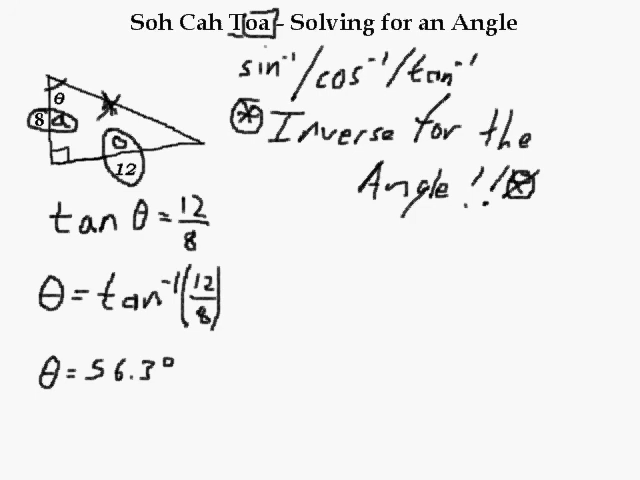 Soh Cah Toa - Solving for an Angle
sin⁻¹/cos⁻¹/tan⁻¹
* Inverse for the
Angle!! *
θ
8 a
o
12
tan θ = 12/8
θ = tan⁻¹(12/8)
θ = 56.3°